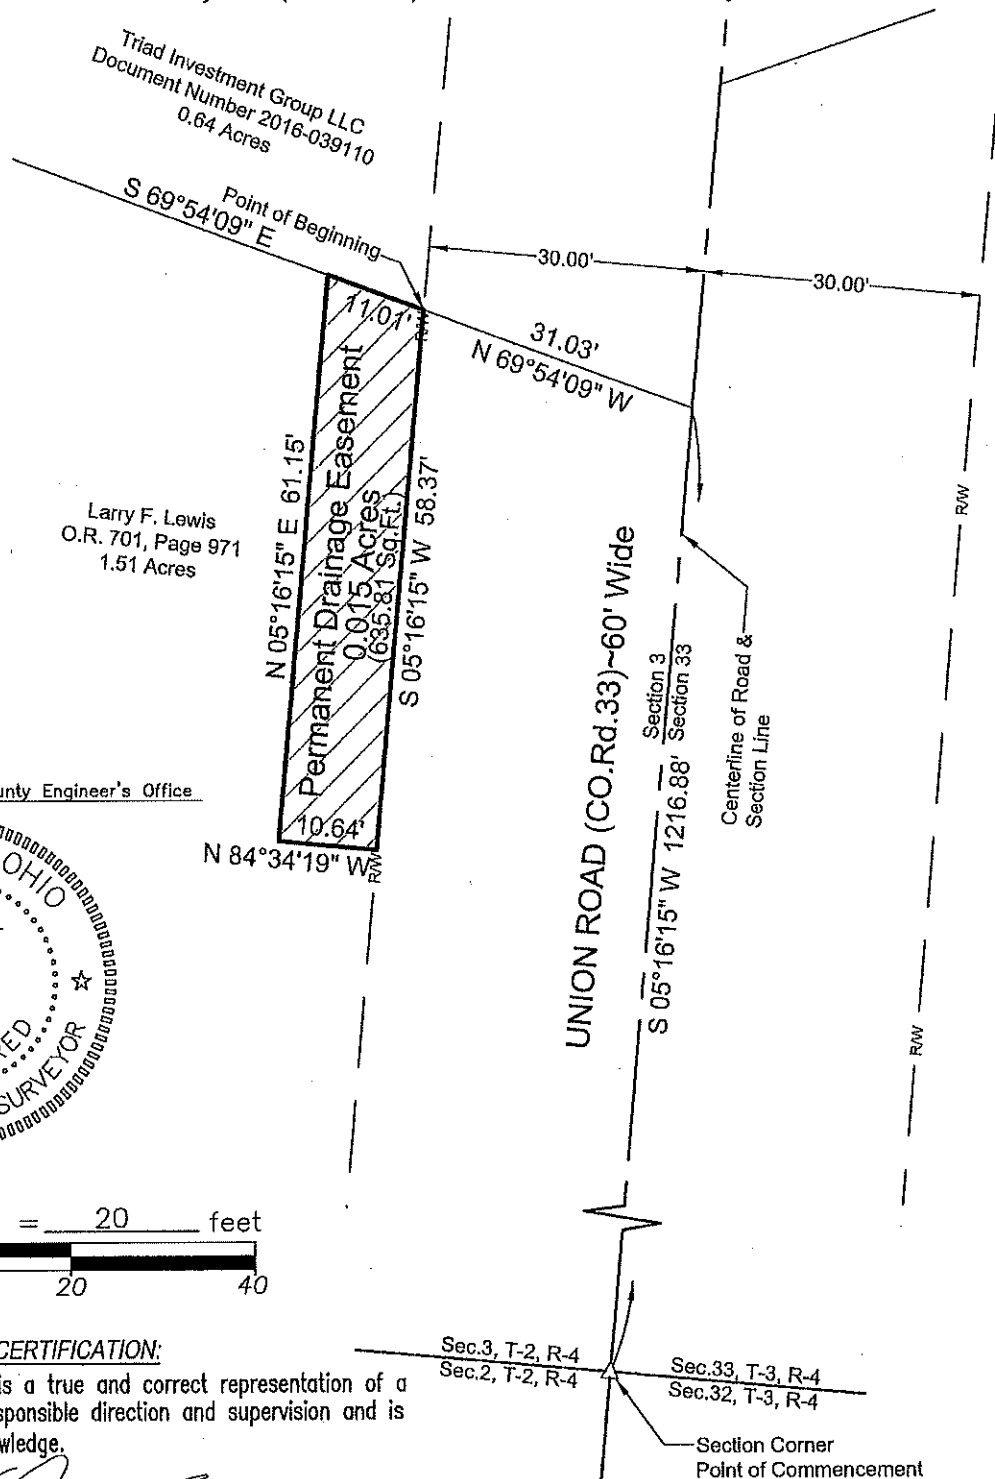 Triad Investment Group LLC
Document Number 2016-039110
0.64 Acres
S 69°54'09" E
Point of Beginning
30.00'
30.00'
11.01'
R/W
31.03'
N 69°54'09" W
Permanent Drainage Easement
0.015 Acres
(635.81 Sq.Ft.)
N 05°16'15" E 61.15'
S 05°16'15" W 58.37'
Larry F. Lewis
O.R. 701, Page 971
1.51 Acres
R/W
UNION ROAD (CO.Rd.33)~60' Wide
Section 3
Section 33
S 05°16'15" W 1216.88'
Centerline of Road &
Section Line
unty Engineer's Office
10.64'
N 84°34'19" W
R/W
OHIO
YED
SURVEYOR
R/W
= 20 feet
20
40
CERTIFICATION:
is a true and correct representation of a
sponsible direction and supervision and is
wledge.
Sec.3, T-2, R-4
Sec.2, T-2, R-4
Sec.33, T-3, R-4
Sec.32, T-3, R-4
Section Corner
Point of Commencement